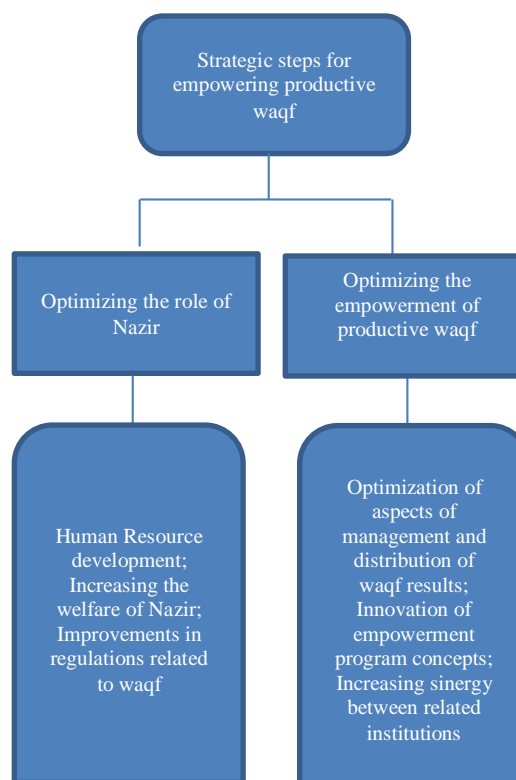 Strategic steps for
empowering productive
waqf
Optimizing the role of
Nazir
Optimizing the
empowerment of
productive waqf
Human Resource
development;
Increasing the
welfare of Nazir;
Improvements in
regulations related
to waqf
Optimization of
aspects of
management and
distribution of
waqf results;
Innovation of
empowerment
program concepts;
Increasing sinergy
between related
institutions